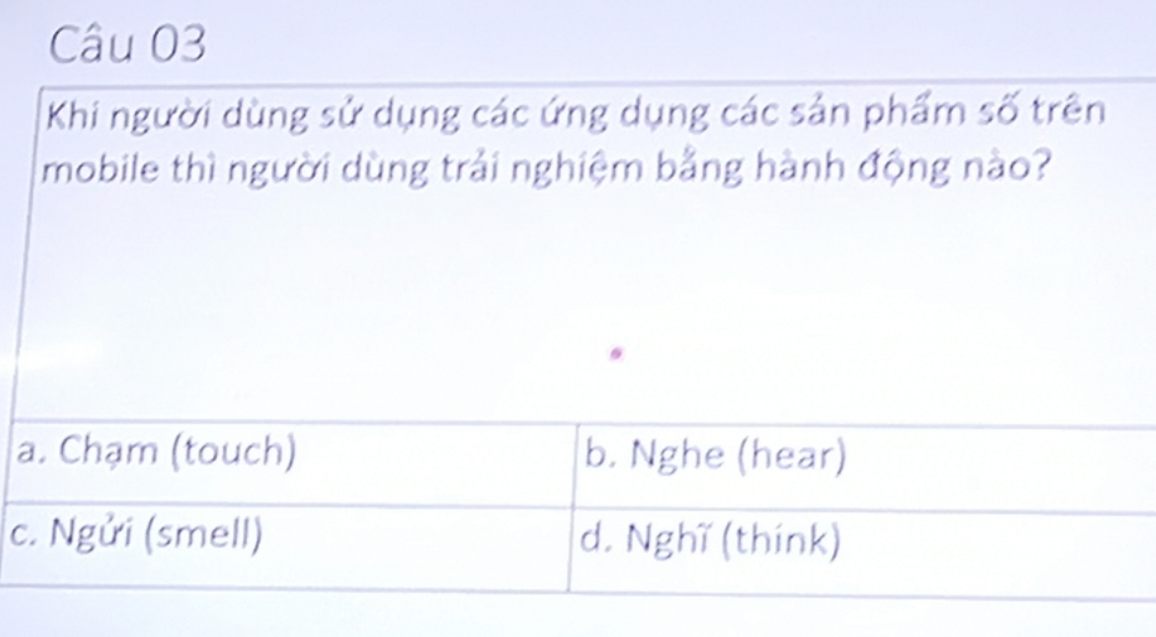 Câu 03
Khi người dùng sử dụng các ứng dụng các sản phẩm số trên
mobile thì người dùng trải nghiệm bằng hành động nào?
a. Chạm (touch)
b. Nghe (hear)
c. Ngửi (smell)
d. Nghĩ (think)